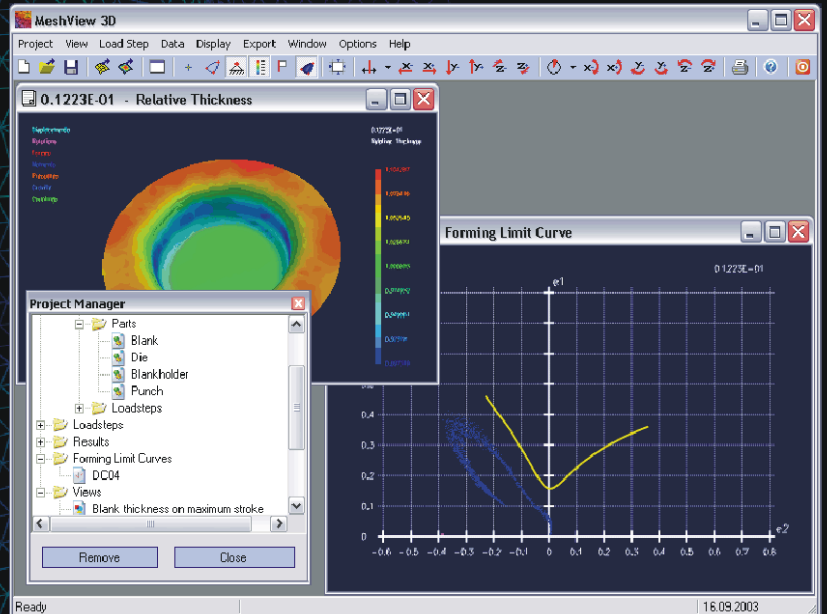 MeshView 3D
Project View Load Step Data Display Export Window Options Help
0.1223E-01 - Relative Thickness
Relative Thickness
Forming Limit Curve
0.1223E-01
e1
0.4
0.3
0.2
0.1
0
e2
-0.6 -0.5 -0.4 -0.3 -0.2 -0.1 0 0.1 0.2 0.3 0.4 0.5 0.6 0.7 0.8
Project Manager
Parts
Blank
Die
Blankholder
Punch
Loadsteps
Loadsteps
Results
Forming Limit Curves
DC04
Views
Blank thickness on maximum stroke
Remove Close
Ready 16.09.2003